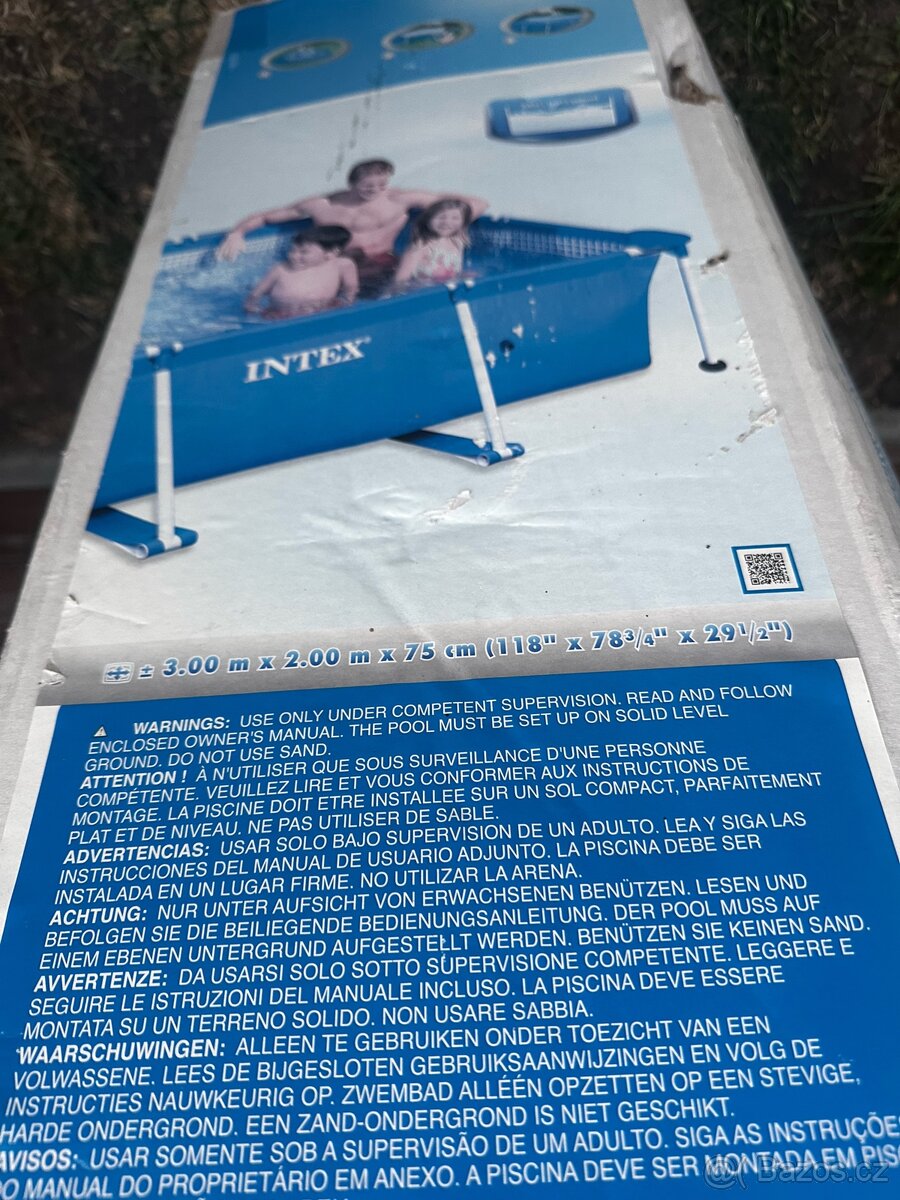 INTEX
± 3.00 m x 2.00 m x 75 cm (118" x 78³/₄" x 29¹/₂")
WARNINGS: USE ONLY UNDER COMPETENT SUPERVISION. READ AND FOLLOW
ENCLOSED OWNER'S MANUAL. THE POOL MUST BE SET UP ON SOLID LEVEL
GROUND. DO NOT USE SAND.
ATTENTION ! À N'UTILISER QUE SOUS SURVEILLANCE D'UNE PERSONNE
COMPÉTENTE. VEUILLEZ LIRE ET VOUS CONFORMER AUX INSTRUCTIONS DE
MONTAGE. LA PISCINE DOIT ETRE INSTALLEE SUR UN SOL COMPACT, PARFAITEMENT
PLAT ET DE NIVEAU. NE PAS UTILISER DE SABLE.
ADVERTENCIAS: USAR SOLO BAJO SUPERVISION DE UN ADULTO. LEA Y SIGA LAS
INSTRUCCIONES DEL MANUAL DE USUARIO ADJUNTO. LA PISCINA DEBE SER
INSTALADA EN UN LUGAR FIRME. NO UTILIZAR LA ARENA.
ACHTUNG: NUR UNTER AUFSICHT VON ERWACHSENEN BENÜTZEN. LESEN UND
BEFOLGEN SIE DIE BEILIEGENDE BEDIENUNGSANLEITUNG. DER POOL MUSS AUF
EINEM EBENEN UNTERGRUND AUFGESTELLT WERDEN. BENÜTZEN SIE KEINEN SAND.
AVVERTENZE: DA USARSI SOLO SOTTO SUPERVISIONE COMPETENTE. LEGGERE E
SEGUIRE LE ISTRUZIONI DEL MANUALE INCLUSO. LA PISCINA DEVE ESSERE
MONTATA SU UN TERRENO SOLIDO. NON USARE SABBIA.
WAARSCHUWINGEN: ALLEEN TE GEBRUIKEN ONDER TOEZICHT VAN EEN
VOLWASSENE. LEES DE BIJGESLOTEN GEBRUIKSAANWIJZINGEN EN VOLG DE
INSTRUCTIES NAUWKEURIG OP. ZWEMBAD ALLÉÉN OPZETTEN OP EEN STEVIGE,
HARDE ONDERGROND. EEN ZAND-ONDERGROND IS NIET GESCHIKT.
AVISOS: USAR SOMENTE SOB A SUPERVISÃO DE UM ADULTO. SIGA AS INSTRUÇÕES
DO MANUAL DO PROPRIETÁRIO EM ANEXO. A PISCINA DEVE SER MONTADA EM PISO
@ Bazos.cz